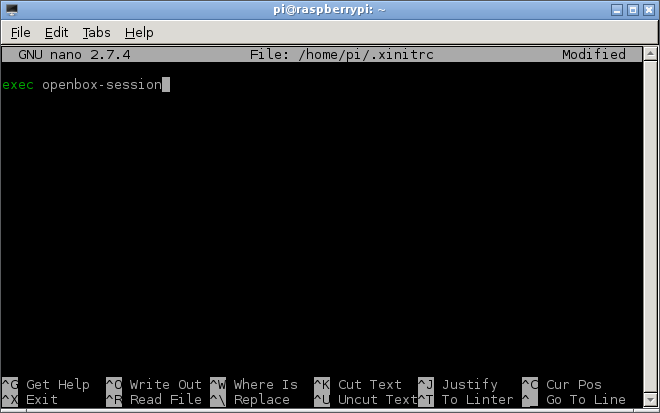 pi@raspberrypi: ~
File Edit Tabs Help
GNU nano 2.7.4 File: /home/pi/.xinitrc Modified
exec openbox-session
^G Get Help ^O Write Out ^W Where Is ^K Cut Text ^J Justify ^C Cur Pos
^X Exit ^R Read File ^\ Replace ^U Uncut Text^T To Linter ^_ Go To Line